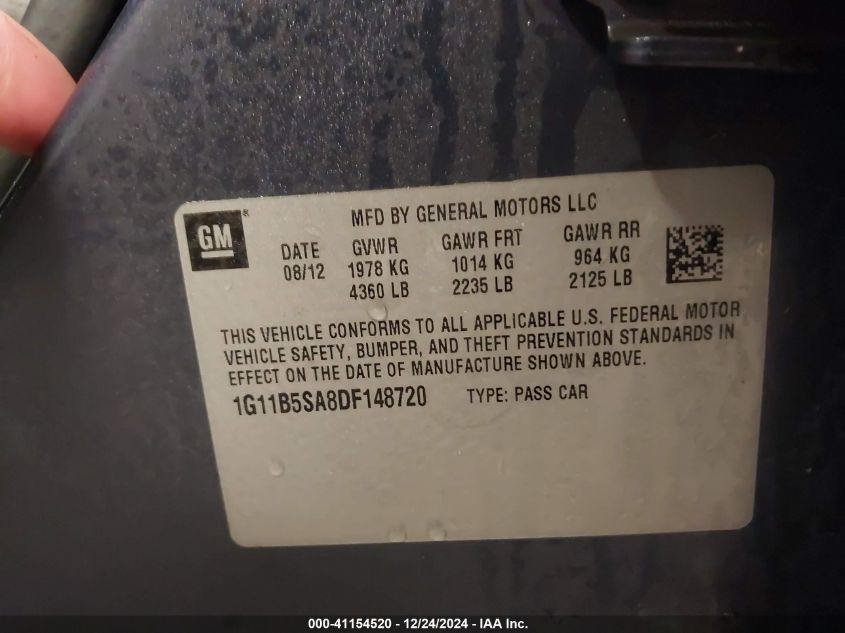 MFD BY GENERAL MOTORS LLC
GM®
DATE GVWR GAWR FRT GAWR RR
08/12 1978 KG 1014 KG 964 KG
4360 LB 2235 LB 2125 LB
THIS VEHICLE CONFORMS TO ALL APPLICABLE U.S. FEDERAL MOTOR
VEHICLE SAFETY, BUMPER, AND THEFT PREVENTION STANDARDS IN
EFFECT ON THE DATE OF MANUFACTURE SHOWN ABOVE.
1G11B5SA8DF148720 TYPE: PASS CAR
000-41154520 - 12/24/2024 - IAA Inc.